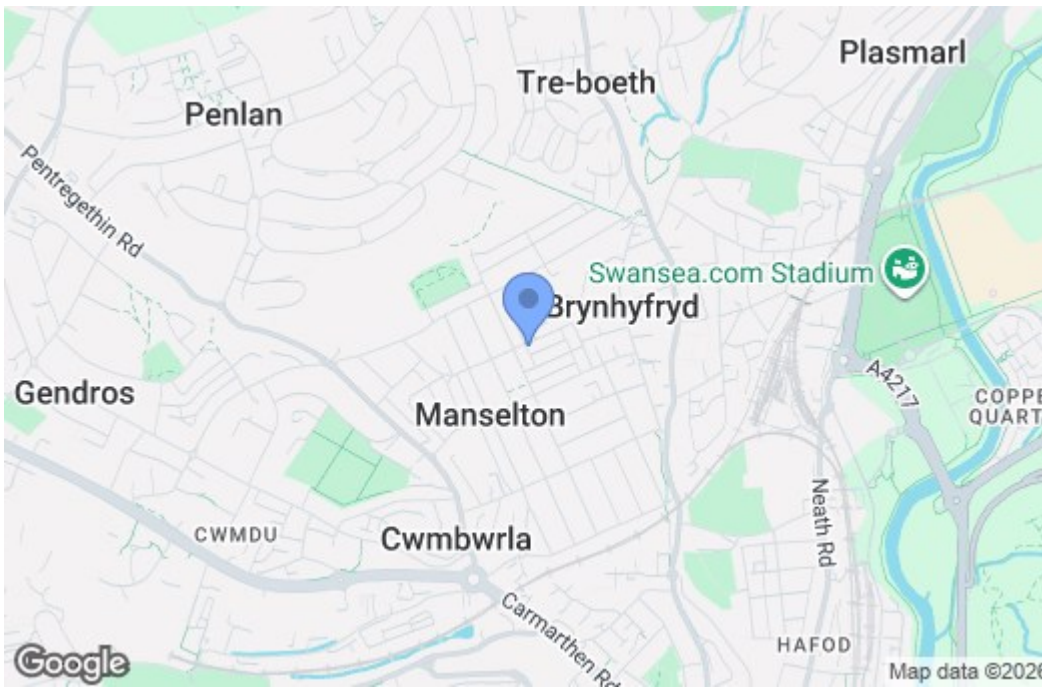 Plasmarl
Tre-boeth
Penlan
Pentregethin Rd
Swansea.com Stadium
Brynhyfryd
Gendros
A4217
COPPE
QUART
Manselton
Neath Rd
CWMDU
Cwmbwrla
Carmarthen Rd
HAFOD
Google
Map data ©2026